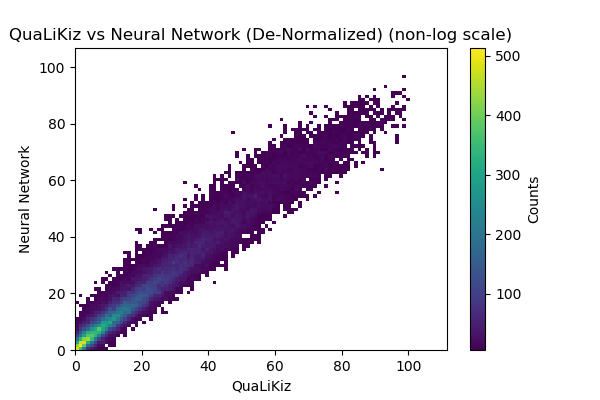 QuaLiKiz vs Neural Network (De-Normalized) (non-log scale)
100
80
60
40
20
0
Neural Network
0 20 40 60 80 100
QuaLiKiz
500
400
300
200
100
Counts